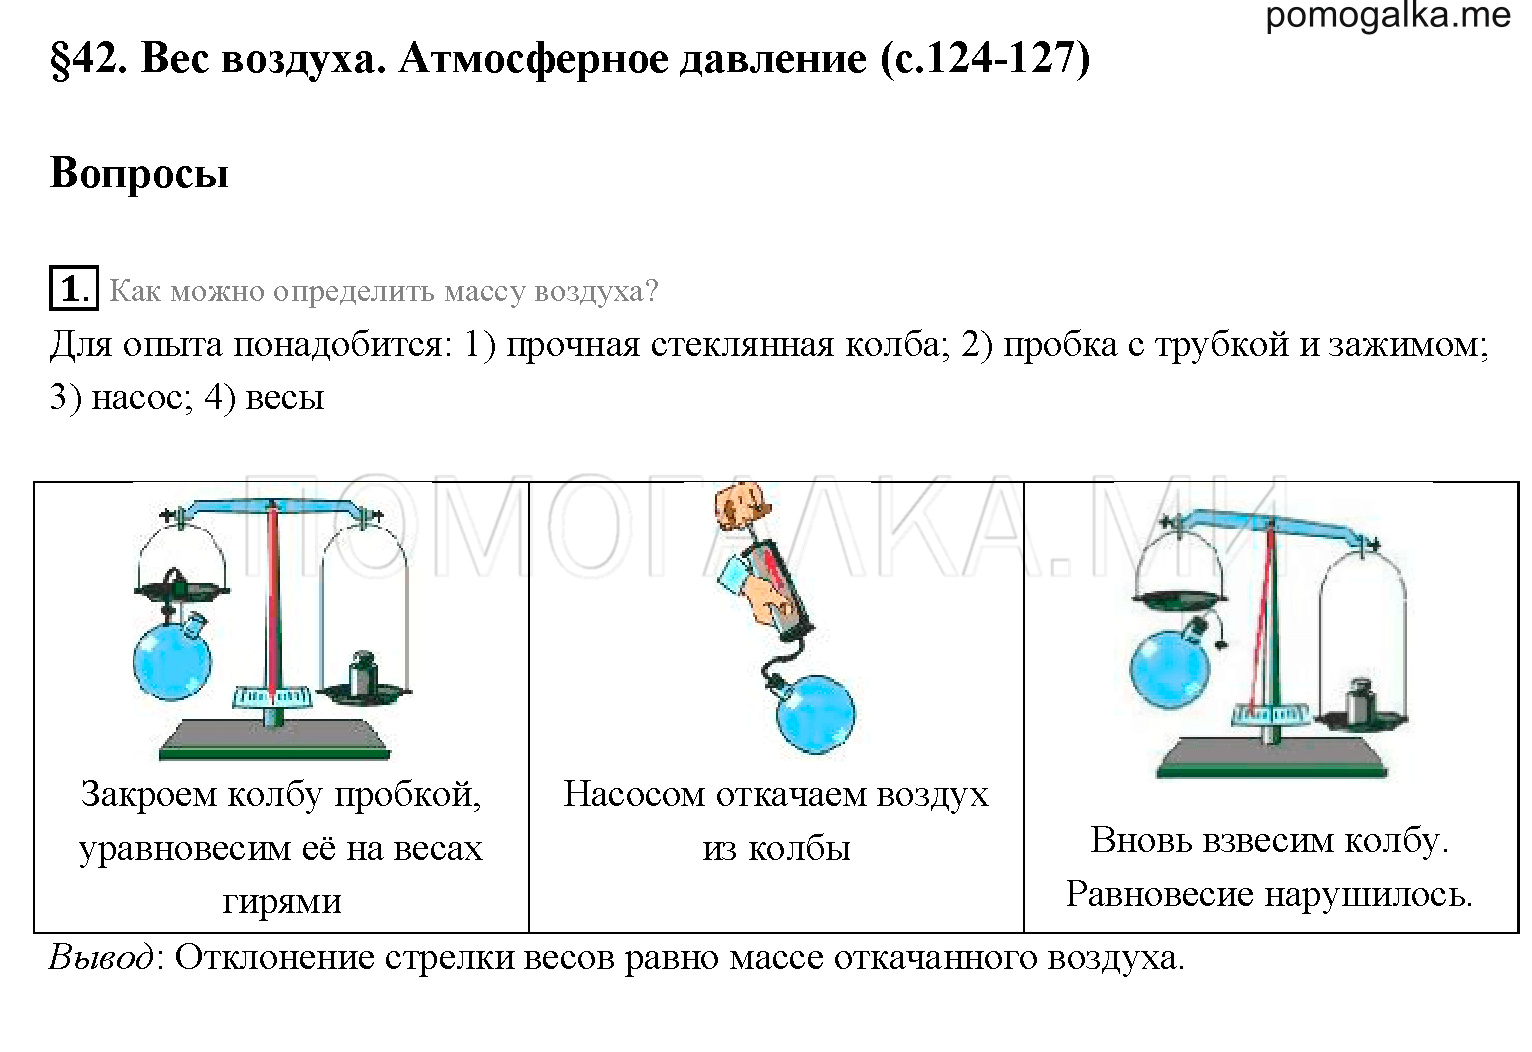 pomogalka.me
§42. Вес воздуха. Атмосферное давление (с.124-127)
Вопросы
1. Как можно определить массу воздуха?
Для опыта понадобится: 1) прочная стеклянная колба; 2) пробка с трубкой и зажимом;
3) насос; 4) весы
ПОМОГАЛКА.МИ
Закроем колбу пробкой,
уравновесим её на весах
гирями
Насосом откачаем воздух
из колбы
Вновь взвесим колбу.
Равновесие нарушилось.
Вывод: Отклонение стрелки весов равно массе откачанного воздуха.